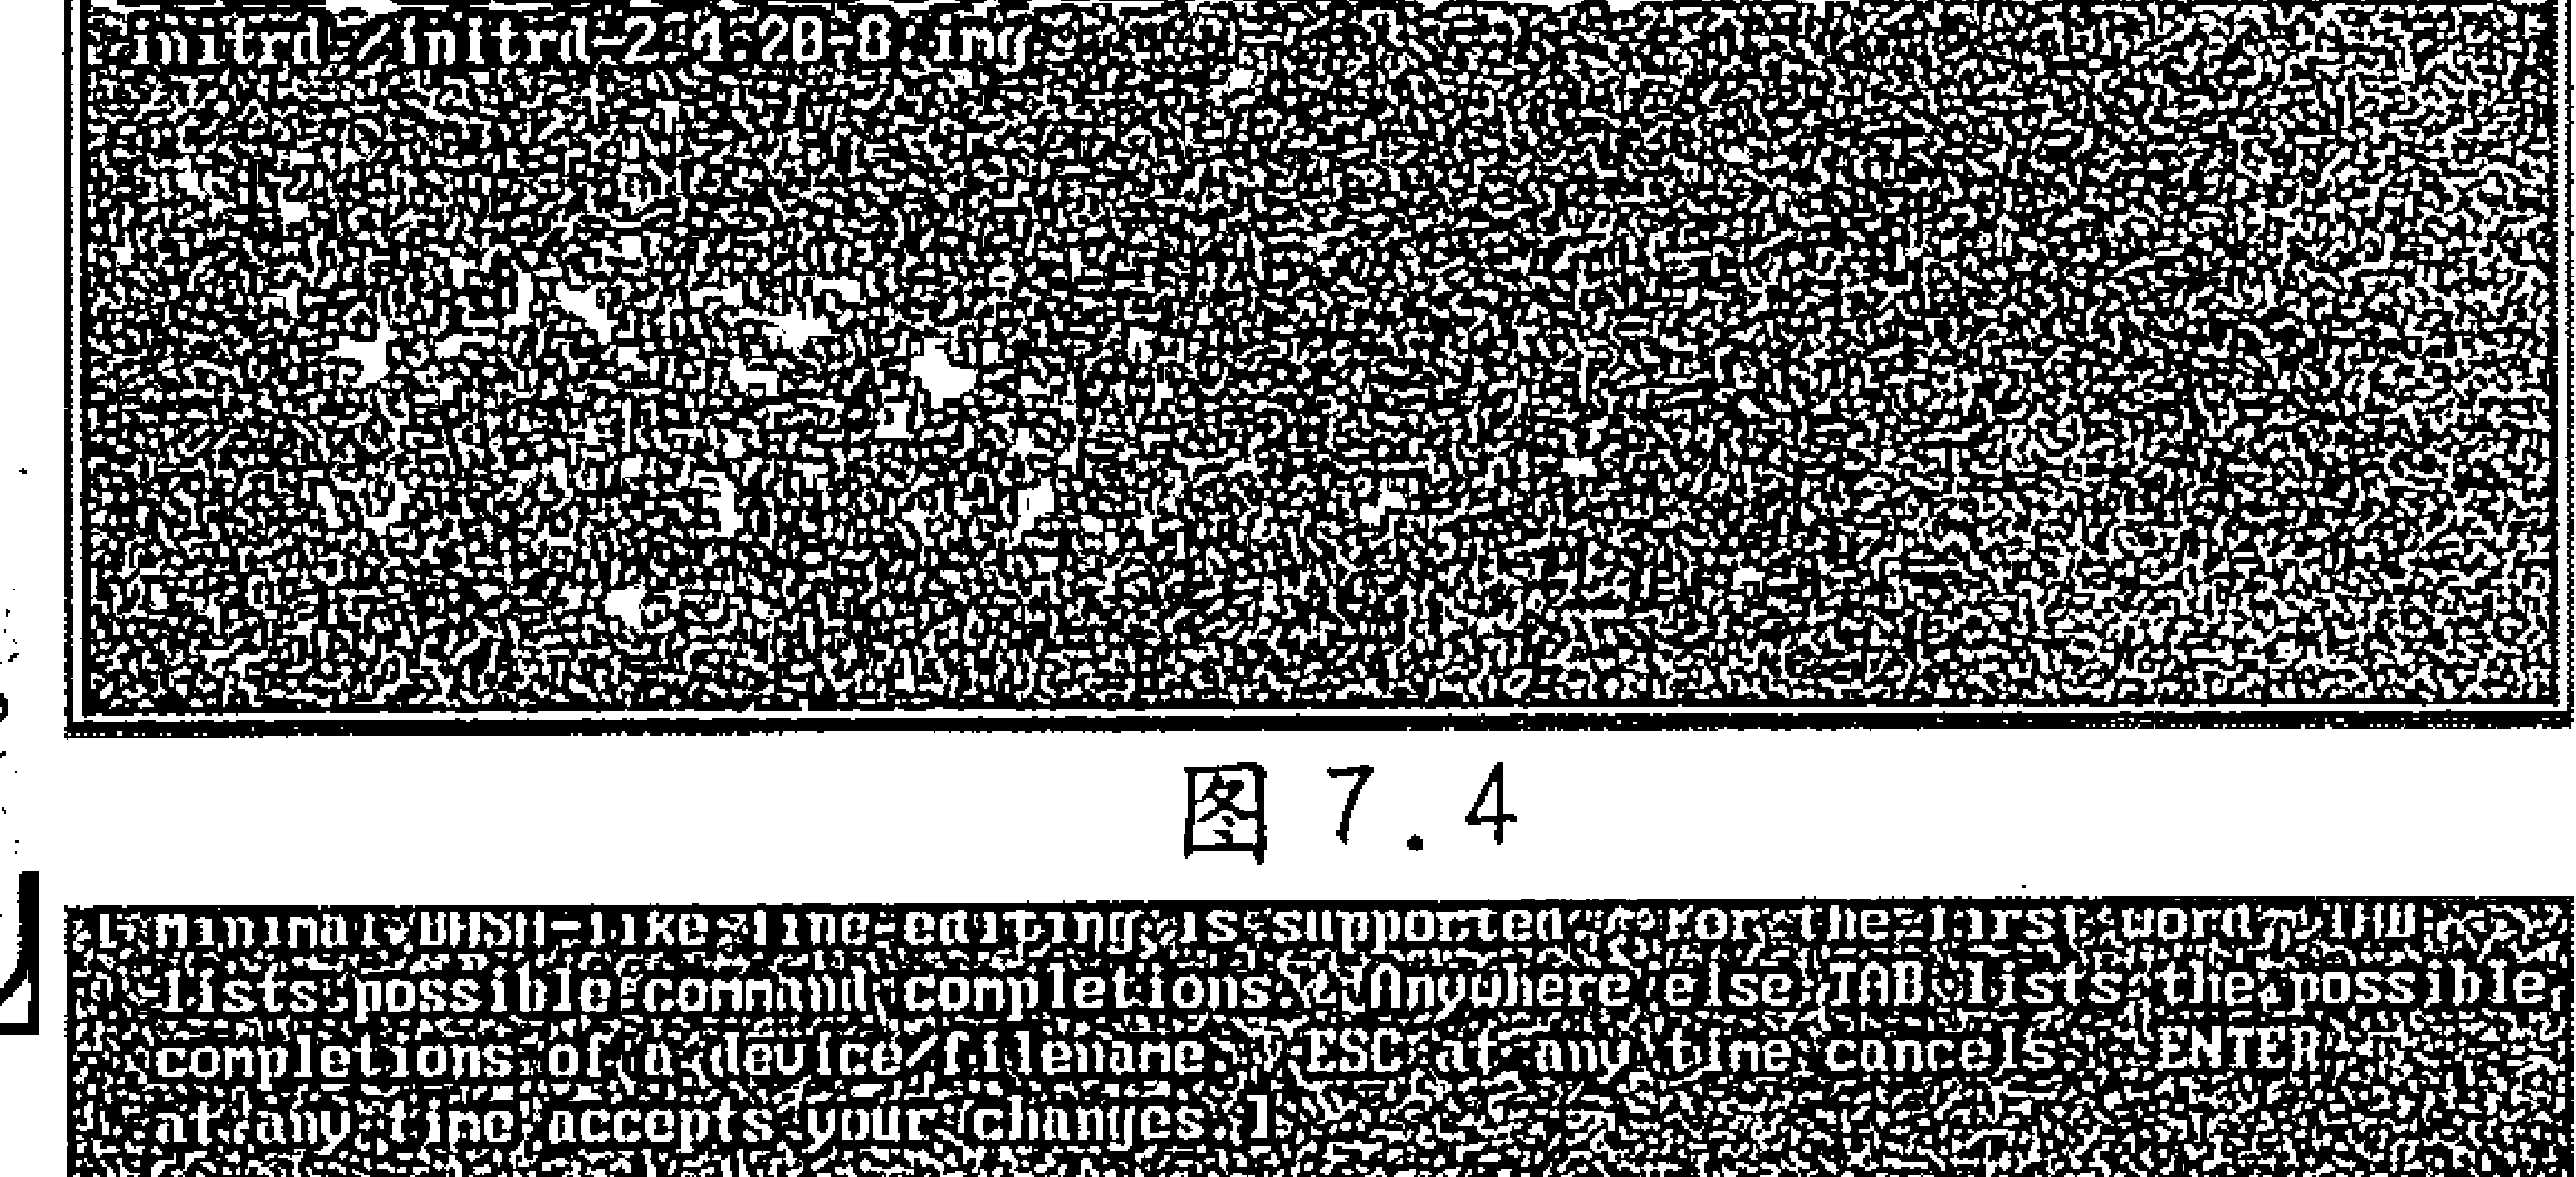 initrd /initrd-2.4.20-8.img
图 7.4
[ Minimal BASH-like line editing is supported. For the first word, TAB
lists possible command completions. Anywhere else TAB lists the possible
completions of a device/filename. ESC at any time cancels. ENTER
at any time accepts your changes.]